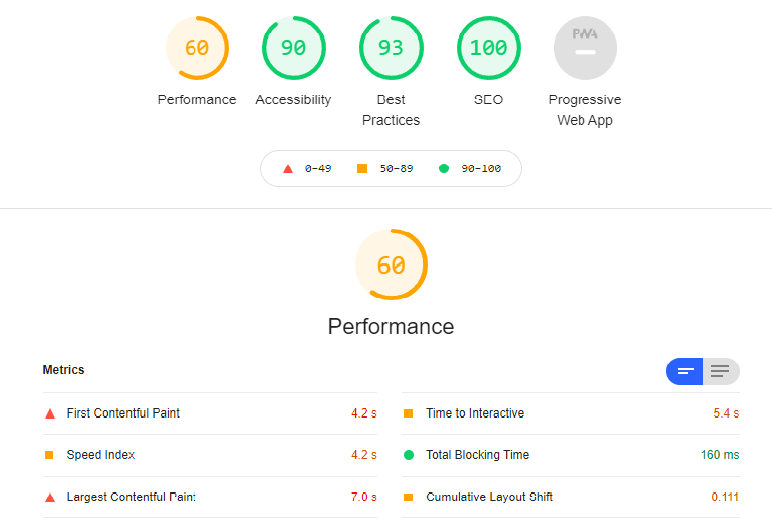 60 90 93 100 PWA
Performance Accessibility Best Practices SEO Progressive Web App
0–49 50–89 90–100
60
Performance
Metrics
First Contentful Paint 4.2 s
Time to Interactive 5.4 s
Speed Index 4.2 s
Total Blocking Time 160 ms
Largest Contentful Paint 7.0 s
Cumulative Layout Shift 0.111